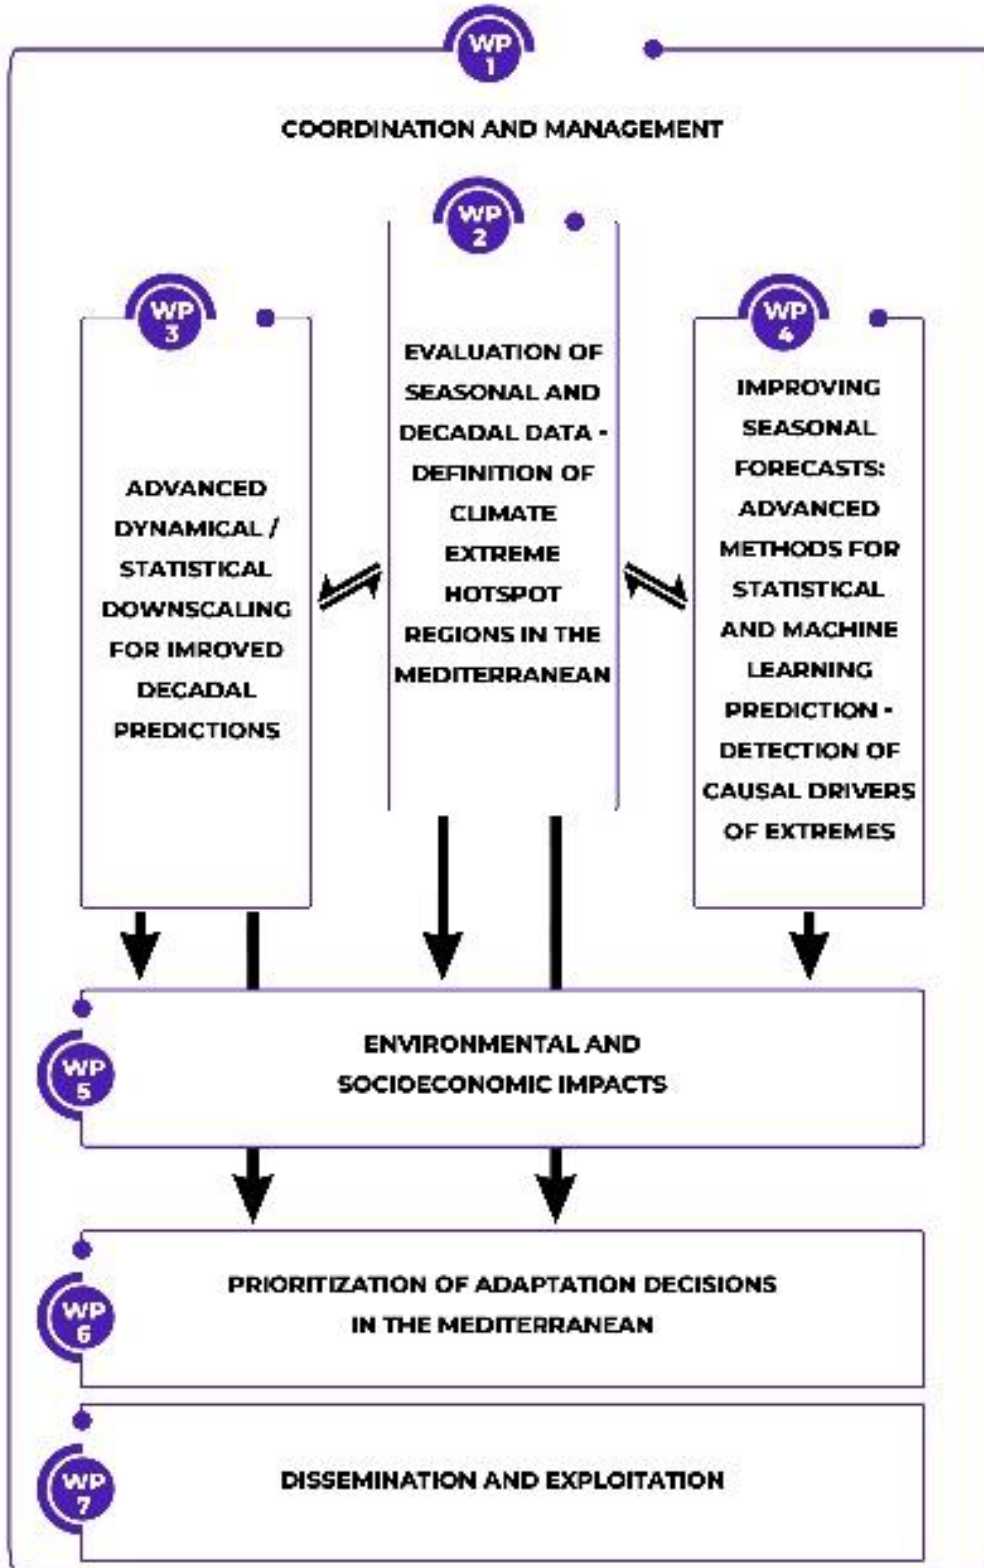 WP
1
COORDINATION AND MANAGEMENT
WP
2
EVALUATION OF
SEASONAL AND
DECADAL DATA -
DEFINITION OF
CLIMATE
EXTREME
HOTSPOT
REGIONS IN THE
MEDITERRANEAN
WP
3
ADVANCED
DYNAMICAL /
STATISTICAL
DOWNSCALING
FOR IMROVED
DECADAL
PREDICTIONS
WP
4
IMPROVING
SEASONAL
FORECASTS:
ADVANCED
METHODS FOR
STATISTICAL
AND MACHINE
LEARNING
PREDICTION -
DETECTION OF
CAUSAL DRIVERS
OF EXTREMES
WP
5
ENVIRONMENTAL AND
SOCIOECONOMIC IMPACTS
WP
6
PRIORITIZATION OF ADAPTATION DECISIONS
IN THE MEDITERRANEAN
WP
7
DISSEMINATION AND EXPLOITATION